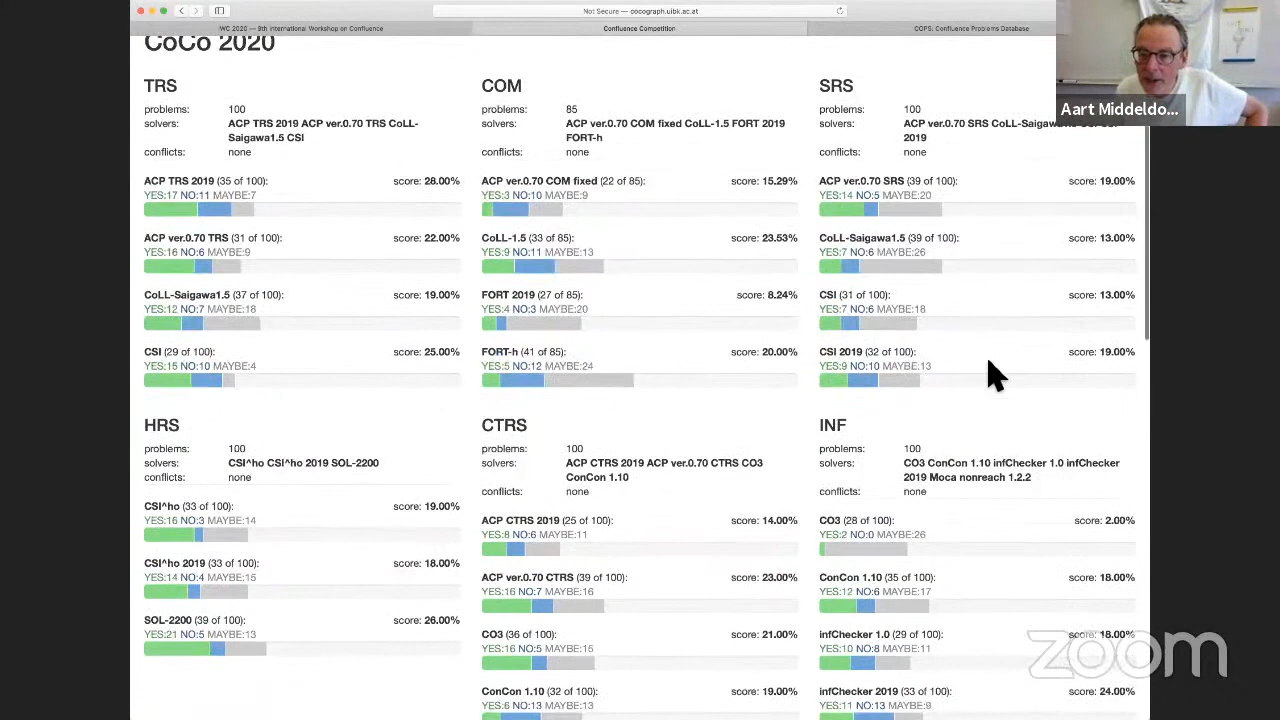 Not Secure — cocograph.uibk.ac.at
IWC 2020 — 9th International Workshop on Confluence
Confluence Competition
COPS: Confluence Problems Database
Aart Middeldo...
CoCo 2020
TRS
problems: 100
solvers: ACP TRS 2019 ACP ver.0.70 TRS CoLL-
Saigawa1.5 CSI
conflicts: none
ACP TRS 2019 (35 of 100): score: 28.00%
YES:17 NO:11 MAYBE:7
ACP ver.0.70 TRS (31 of 100): score: 22.00%
YES:16 NO:6 MAYBE:9
CoLL-Saigawa1.5 (37 of 100): score: 19.00%
YES:12 NO:7 MAYBE:18
CSI (29 of 100): score: 25.00%
YES:15 NO:10 MAYBE:4
COM
problems: 85
solvers: ACP ver.0.70 COM fixed CoLL-1.5 FORT 2019
FORT-h
conflicts: none
ACP ver.0.70 COM fixed (22 of 85): score: 15.29%
YES:3 NO:10 MAYBE:9
CoLL-1.5 (33 of 85): score: 23.53%
YES:9 NO:11 MAYBE:13
FORT 2019 (27 of 85): score: 8.24%
YES:4 NO:3 MAYBE:20
FORT-h (41 of 85): score: 20.00%
YES:5 NO:12 MAYBE:24
SRS
problems: 100
solvers: ACP ver.0.70 SRS CoLL-Saigawa
2019
conflicts: none
ACP ver.0.70 SRS (39 of 100): score: 19.00%
YES:14 NO:5 MAYBE:20
CoLL-Saigawa1.5 (39 of 100): score: 13.00%
YES:7 NO:6 MAYBE:26
CSI (31 of 100): score: 13.00%
YES:7 NO:6 MAYBE:18
CSI 2019 (32 of 100): score: 19.00%
YES:9 NO:10 MAYBE:13
HRS
problems: 100
solvers: CSI^ho CSI^ho 2019 SOL-2200
conflicts: none
CSI^ho (33 of 100): score: 19.00%
YES:16 NO:3 MAYBE:14
CSI^ho 2019 (33 of 100): score: 18.00%
YES:14 NO:4 MAYBE:15
SOL-2200 (39 of 100): score: 26.00%
YES:21 NO:5 MAYBE:13
CTRS
problems: 100
solvers: ACP CTRS 2019 ACP ver.0.70 CTRS CO3
ConCon 1.10
conflicts: none
ACP CTRS 2019 (25 of 100): score: 14.00%
YES:8 NO:6 MAYBE:11
ACP ver.0.70 CTRS (39 of 100): score: 23.00%
YES:16 NO:7 MAYBE:16
CO3 (36 of 100): score: 21.00%
YES:16 NO:5 MAYBE:16
ConCon 1.10 (32 of 100): score: 19.00%
YES:6 NO:13 MAYBE:13
INF
problems: 100
solvers: CO3 ConCon 1.10 infChecker 1.0 infChecker
2019 Moca nonreach 1.2.2
conflicts: none
CO3 (28 of 100): score: 2.00%
YES:2 NO:0 MAYBE:26
ConCon 1.10 (35 of 100): score: 18.00%
YES:12 NO:6 MAYBE:17
infChecker 1.0 (29 of 100): score: 18.00%
YES:10 NO:8 MAYBE:11
infChecker 2019 (33 of 100): score: 24.00%
YES:11 NO:13 MAYBE:9
zoom